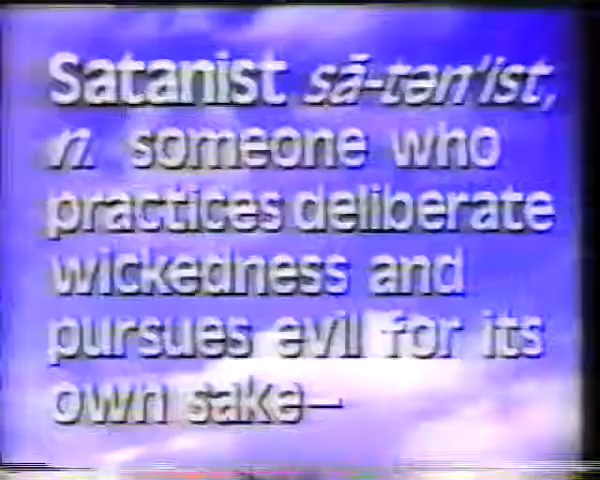 Satanist sā-tən'ist,
n. someone who
practices deliberate
wickedness and
pursues evil for its
own sake—